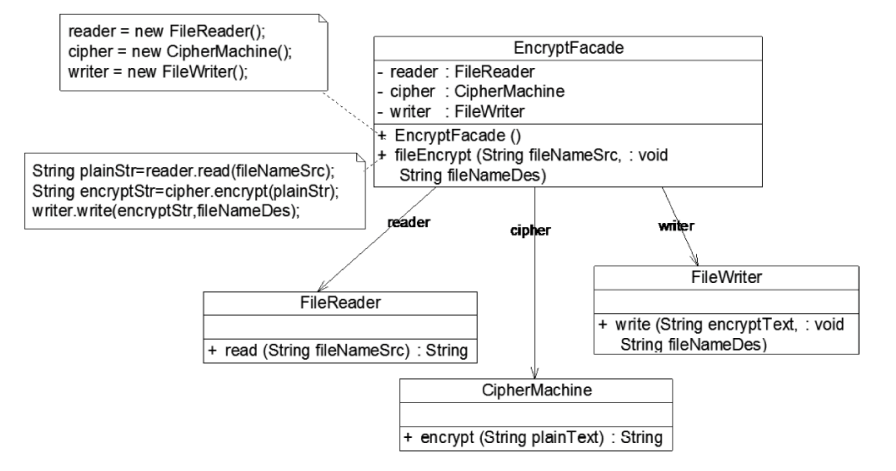 reader = new FileReader();
cipher = new CipherMachine();
writer = new FileWriter();
EncryptFacade
- reader : FileReader
- cipher : CipherMachine
- writer : FileWriter
+ EncryptFacade ()
+ fileEncrypt (String fileNameSrc, : void
String fileNameDes)
String plainStr=reader.read(fileNameSrc);
String encryptStr=cipher.encrypt(plainStr);
writer.write(encryptStr,fileNameDes);
reader
cipher
writer
FileReader
+ read (String fileNameSrc) : String
FileWriter
+ write (String encryptText, : void
String fileNameDes)
CipherMachine
+ encrypt (String plainText) : String